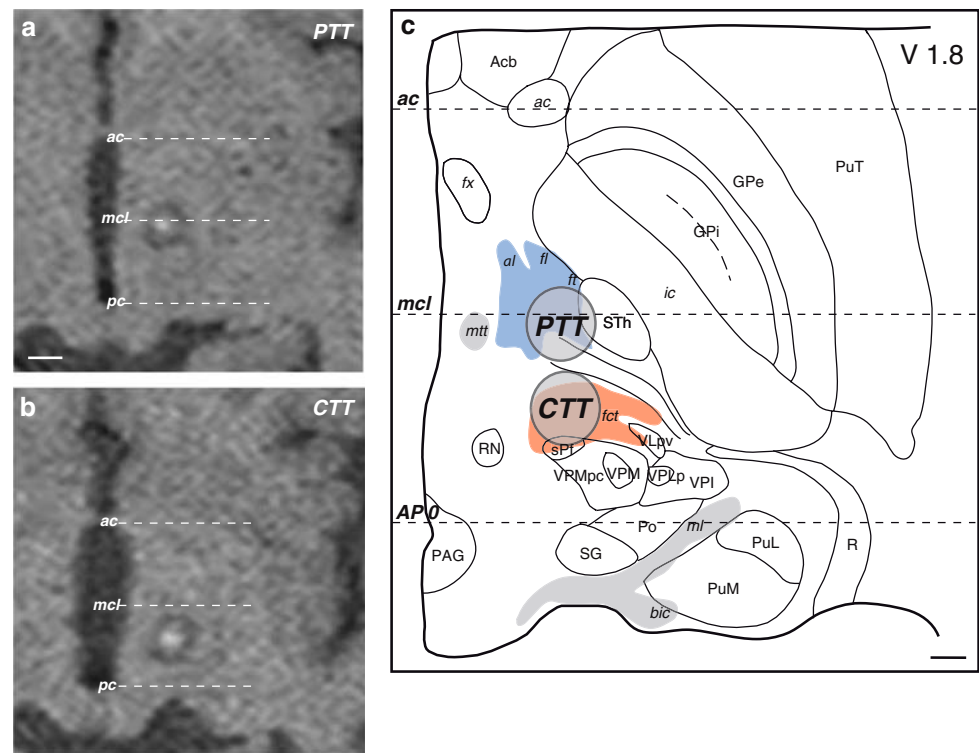 a PTT
ac
mcl
pc
b CTT
ac
mcl
pc
c V 1.8
Acb
ac ac
PuT
GPe
fx
GPi
al fl
ft
ic
mcl
PTT STh
mtt
CTT fct
VLpv
RN sPf
VPMpc VPM VPLp VPI
AP 0
Po ml
PuL R
PAG SG
PuM
bic